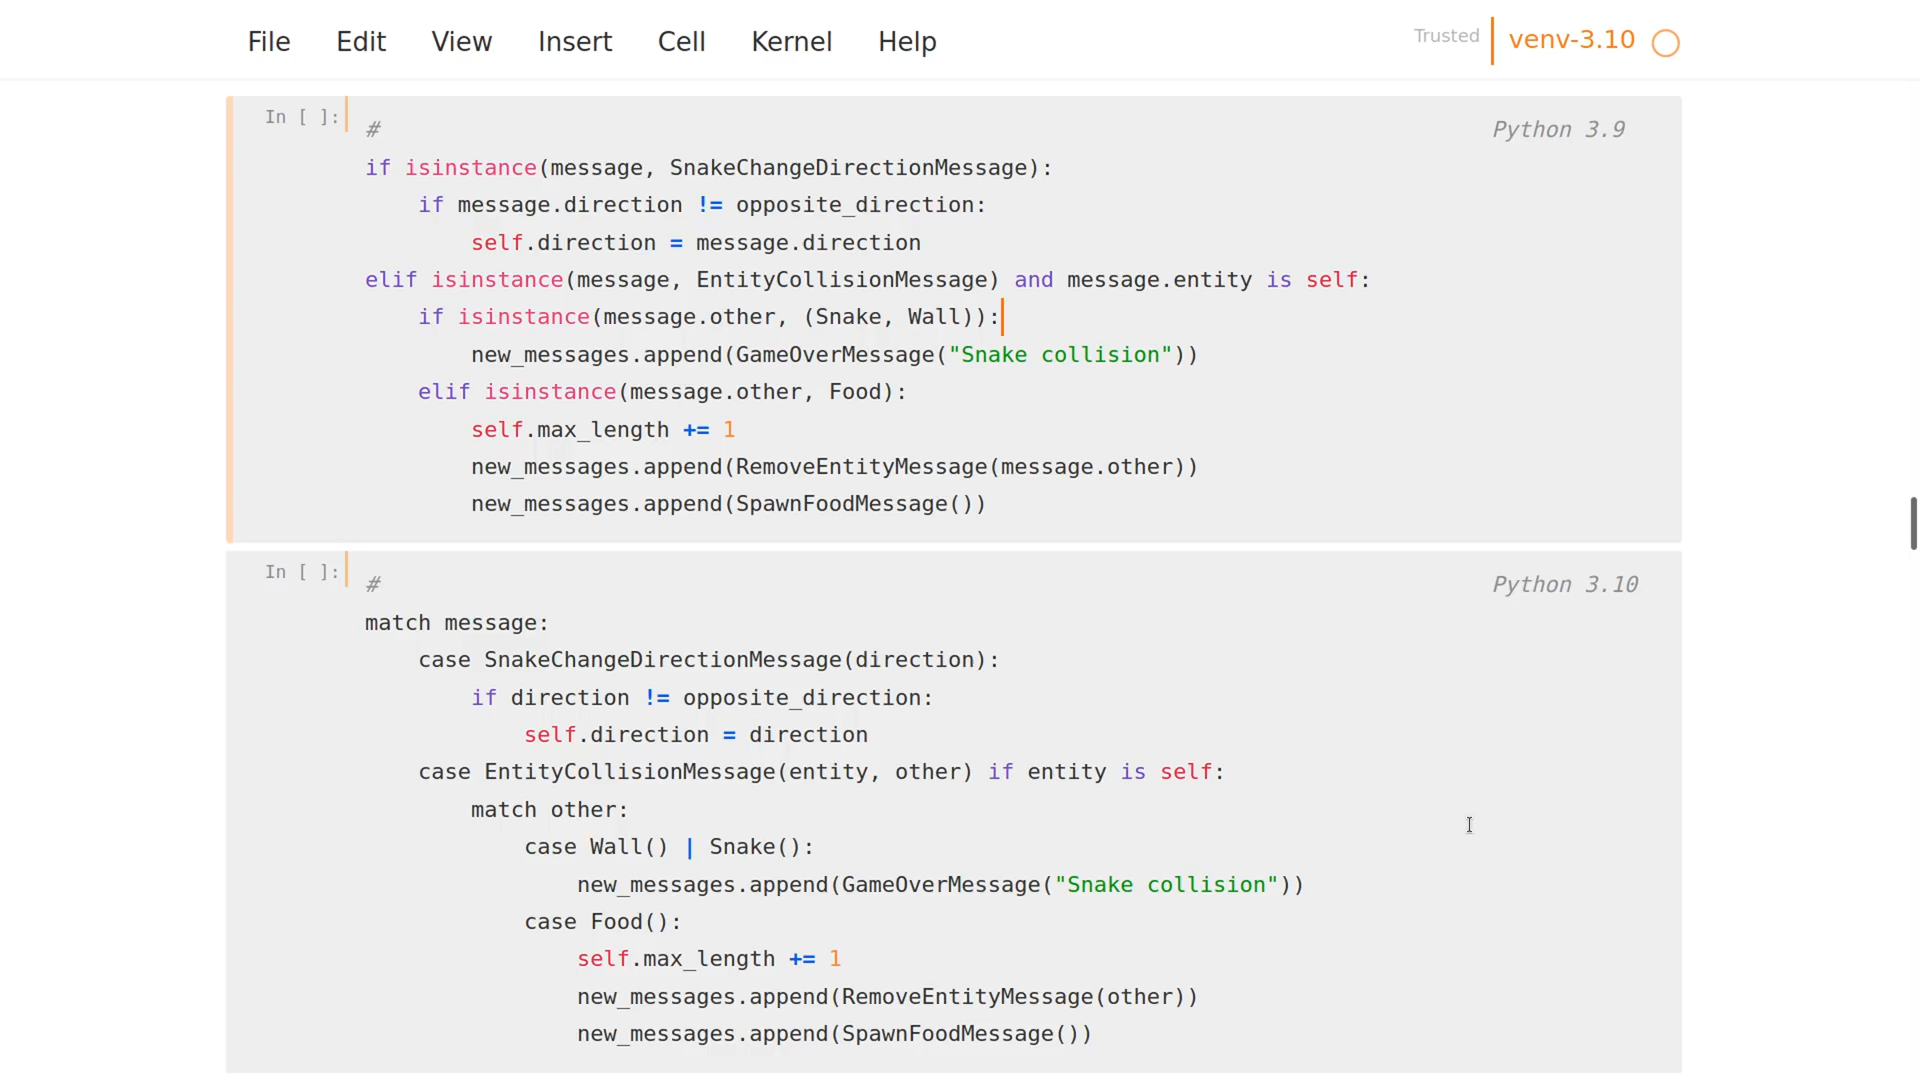 File Edit View Insert Cell Kernel Help Trusted venv-3.10
In [ ]: # Python 3.9
if isinstance(message, SnakeChangeDirectionMessage):
    if message.direction != opposite_direction:
        self.direction = message.direction
elif isinstance(message, EntityCollisionMessage) and message.entity is self:
    if isinstance(message.other, (Snake, Wall)):
        new_messages.append(GameOverMessage("Snake collision"))
    elif isinstance(message.other, Food):
        self.max_length += 1
        new_messages.append(RemoveEntityMessage(message.other))
        new_messages.append(SpawnFoodMessage())
In [ ]: # Python 3.10
match message:
    case SnakeChangeDirectionMessage(direction):
        if direction != opposite_direction:
            self.direction = direction
    case EntityCollisionMessage(entity, other) if entity is self:
        match other:
            case Wall() | Snake():
                new_messages.append(GameOverMessage("Snake collision"))
            case Food():
                self.max_length += 1
                new_messages.append(RemoveEntityMessage(other))
                new_messages.append(SpawnFoodMessage())